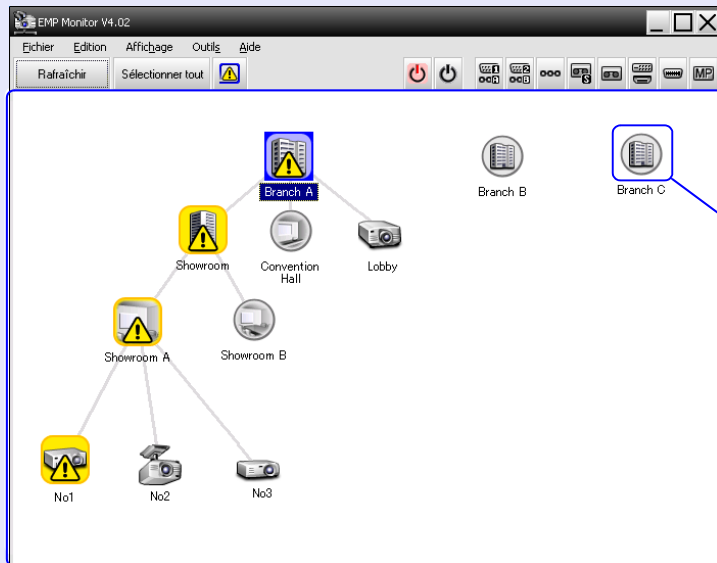 EMP Monitor V4.02
Fichier Edition Affichage Outils Aide
Rafraîchir Sélectionner tout
MP
Branch A
Branch B
Branch C
Showroom
Convention
Hall
Lobby
Showroom A
Showroom B
No1
No2
No3